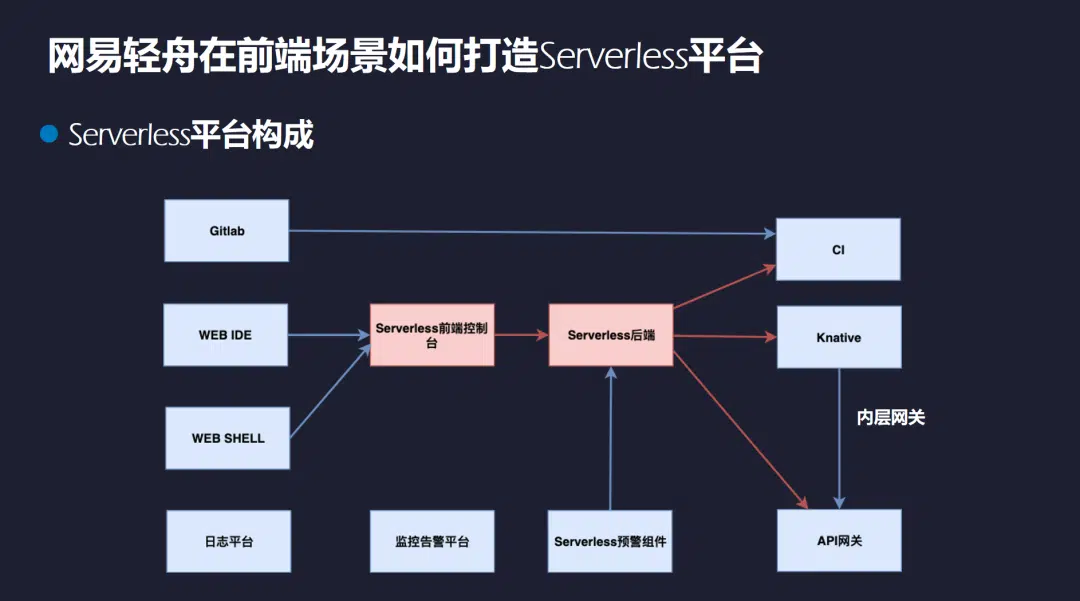 网易轻舟在前端场景如何打造Serverless平台
Serverless平台构成
Gitlab
CI
WEB IDE
Serverless前端控制
台
Serverless后端
Knative
内层网关
WEB SHELL
日志平台
监控告警平台
Serverless预警组件
API网关